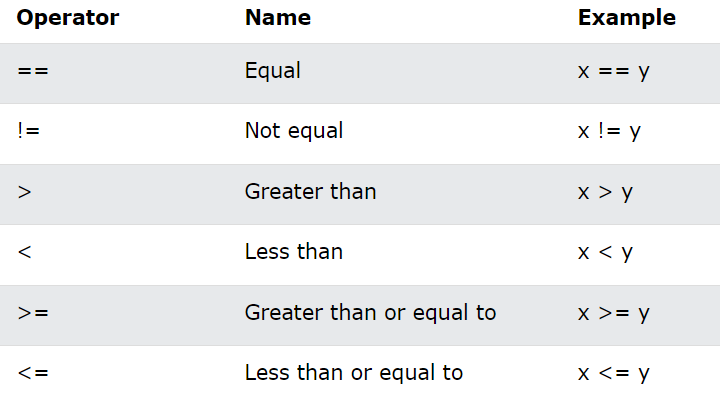 Operator Name Example
== Equal x == y
!= Not equal x != y
> Greater than x > y
< Less than x < y
>= Greater than or equal to x >= y
<= Less than or equal to x <= y